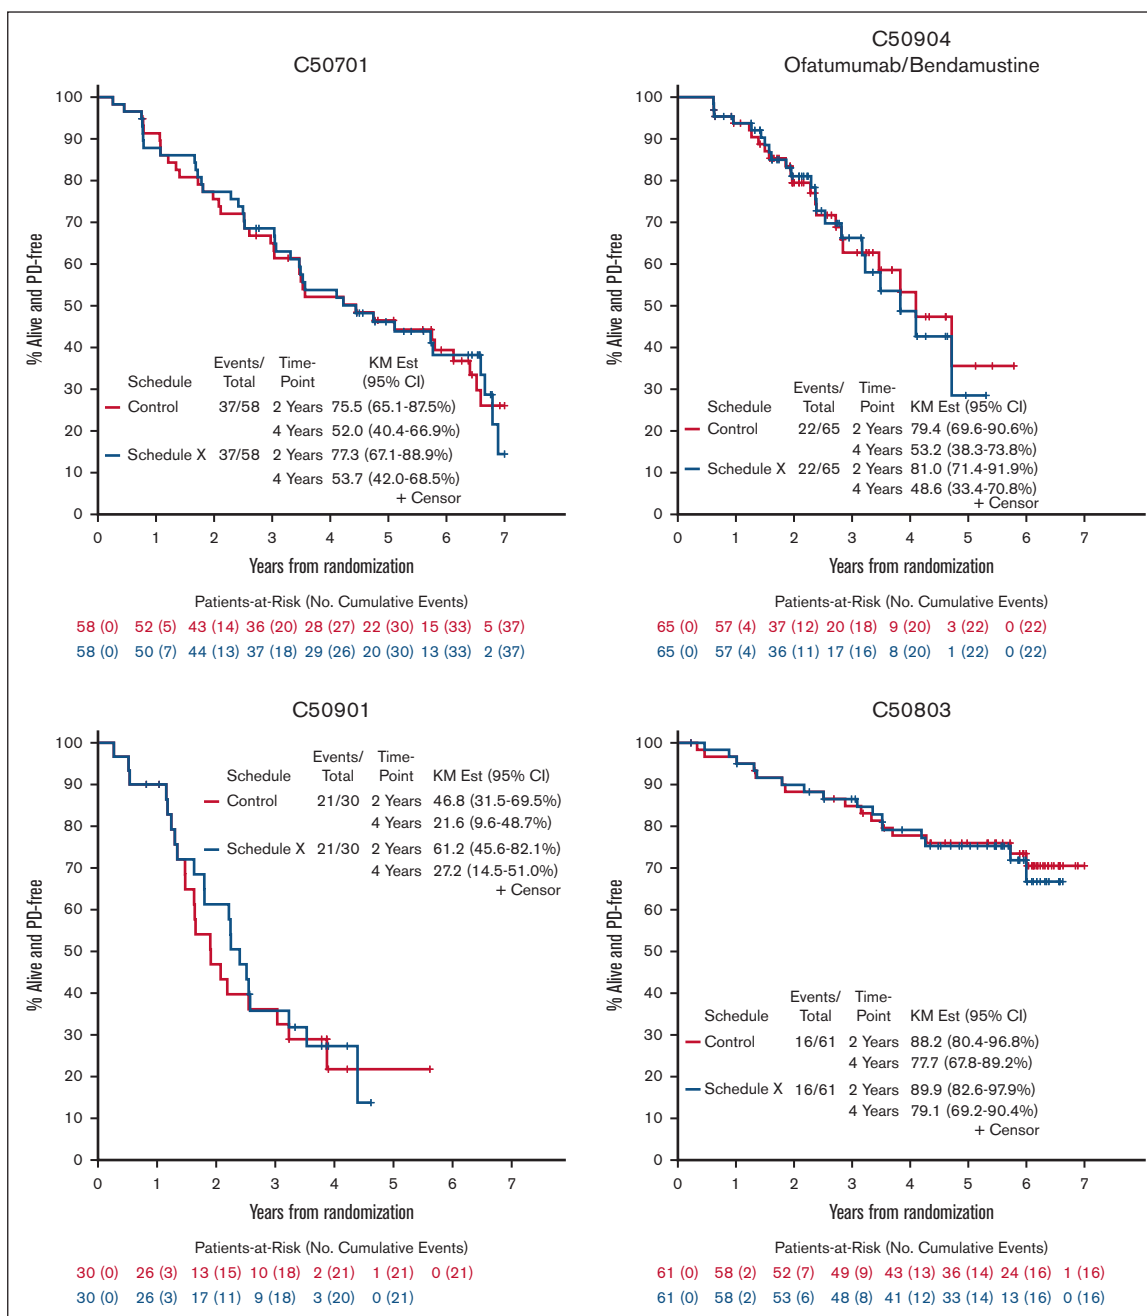 C50701
100
90
80
70
60
50
40
30
20
10
0
% Alive and PD-free
Events/ Time- KM Est
Schedule Total Point (95% CI)
Control 37/58 2 Years 75.5 (65.1-87.5%)
4 Years 52.0 (40.4-66.9%)
Schedule X 37/58 2 Years 77.3 (67.1-88.9%)
4 Years 53.7 (42.0-68.5%)
+ Censor
0 1 2 3 4 5 6 7
Years from randomization
Patients-at-Risk (No. Cumulative Events)
58 (0) 52 (5) 43 (14) 36 (20) 28 (27) 22 (30) 15 (33) 5 (37)
58 (0) 50 (7) 44 (13) 37 (18) 29 (26) 20 (30) 13 (33) 2 (37)
C50904
Ofatumumab/Bendamustine
100
90
80
70
60
50
40
30
20
10
0
% Alive and PD-free
Events/ Time-
Schedule Total Point KM Est (95% CI)
Control 22/65 2 Years 79.4 (69.6-90.6%)
4 Years 53.2 (38.3-73.8%)
Schedule X 22/65 2 Years 81.0 (71.4-91.9%)
4 Years 48.6 (33.4-70.8%)
+ Censor
0 1 2 3 4 5 6 7
Years from randomization
Patients-at-Risk (No. Cumulative Events)
65 (0) 57 (4) 37 (12) 20 (18) 9 (20) 3 (22) 0 (22)
65 (0) 57 (4) 36 (11) 17 (16) 8 (20) 1 (22) 0 (22)
C50901
100
90
80
70
60
50
40
30
20
10
0
% Alive and PD-free
Events/ Time-
Schedule Total Point KM Est (95% CI)
Control 21/30 2 Years 46.8 (31.5-69.5%)
4 Years 21.6 (9.6-48.7%)
Schedule X 21/30 2 Years 61.2 (45.6-82.1%)
4 Years 27.2 (14.5-51.0%)
+ Censor
0 1 2 3 4 5 6 7
Years from randomization
Patients-at-Risk (No. Cumulative Events)
30 (0) 26 (3) 13 (15) 10 (18) 2 (21) 1 (21) 0 (21)
30 (0) 26 (3) 17 (11) 9 (18) 3 (20) 0 (21)
C50803
100
90
80
70
60
50
40
30
20
10
0
% Alive and PD-free
Events/ Time-
Schedule Total Point KM Est (95% CI)
Control 16/61 2 Years 88.2 (80.4-96.8%)
4 Years 77.7 (67.8-89.2%)
Schedule X 16/61 2 Years 89.9 (82.6-97.9%)
4 Years 79.1 (69.2-90.4%)
+ Censor
0 1 2 3 4 5 6 7
Years from randomization
Patients-at-Risk (No. Cumulative Events)
61 (0) 58 (2) 52 (7) 49 (9) 43 (13) 36 (14) 24 (16) 1 (16)
61 (0) 58 (2) 53 (6) 48 (8) 41 (12) 33 (14) 13 (16) 0 (16)